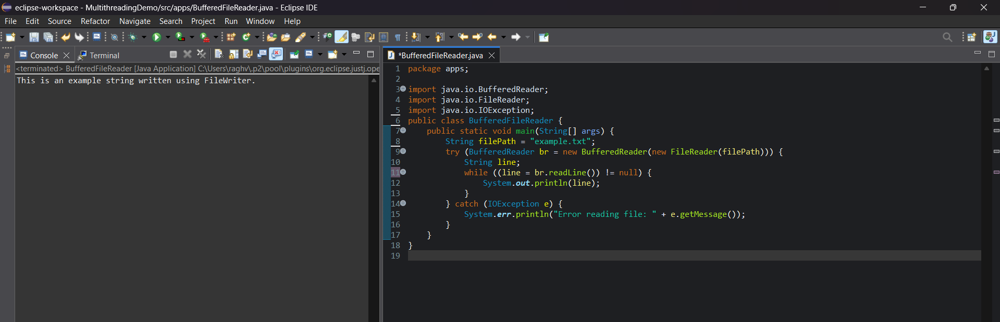 eclipse-workspace - MultithreadingDemo/src/apps/BufferedFileReader.java - Eclipse IDE
File Edit Source Refactor Navigate Search Project Run Window Help
Console Terminal
<terminated> BufferedFileReader [Java Application] C:\Users\raghv\.p2\pool\plugins\org.eclipse.justj.ope
This is an example string written using FileWriter.
*BufferedFileReader.java
1 package apps;
2
3 import java.io.BufferedReader;
4 import java.io.FileReader;
5 import java.io.IOException;
6 public class BufferedFileReader {
7     public static void main(String[] args) {
8         String filePath = "example.txt";
9         try (BufferedReader br = new BufferedReader(new FileReader(filePath))) {
10             String line;
11             while ((line = br.readLine()) != null) {
12                 System.out.println(line);
13             }
14         } catch (IOException e) {
15             System.err.println("Error reading file: " + e.getMessage());
16         }
17     }
18 }
19